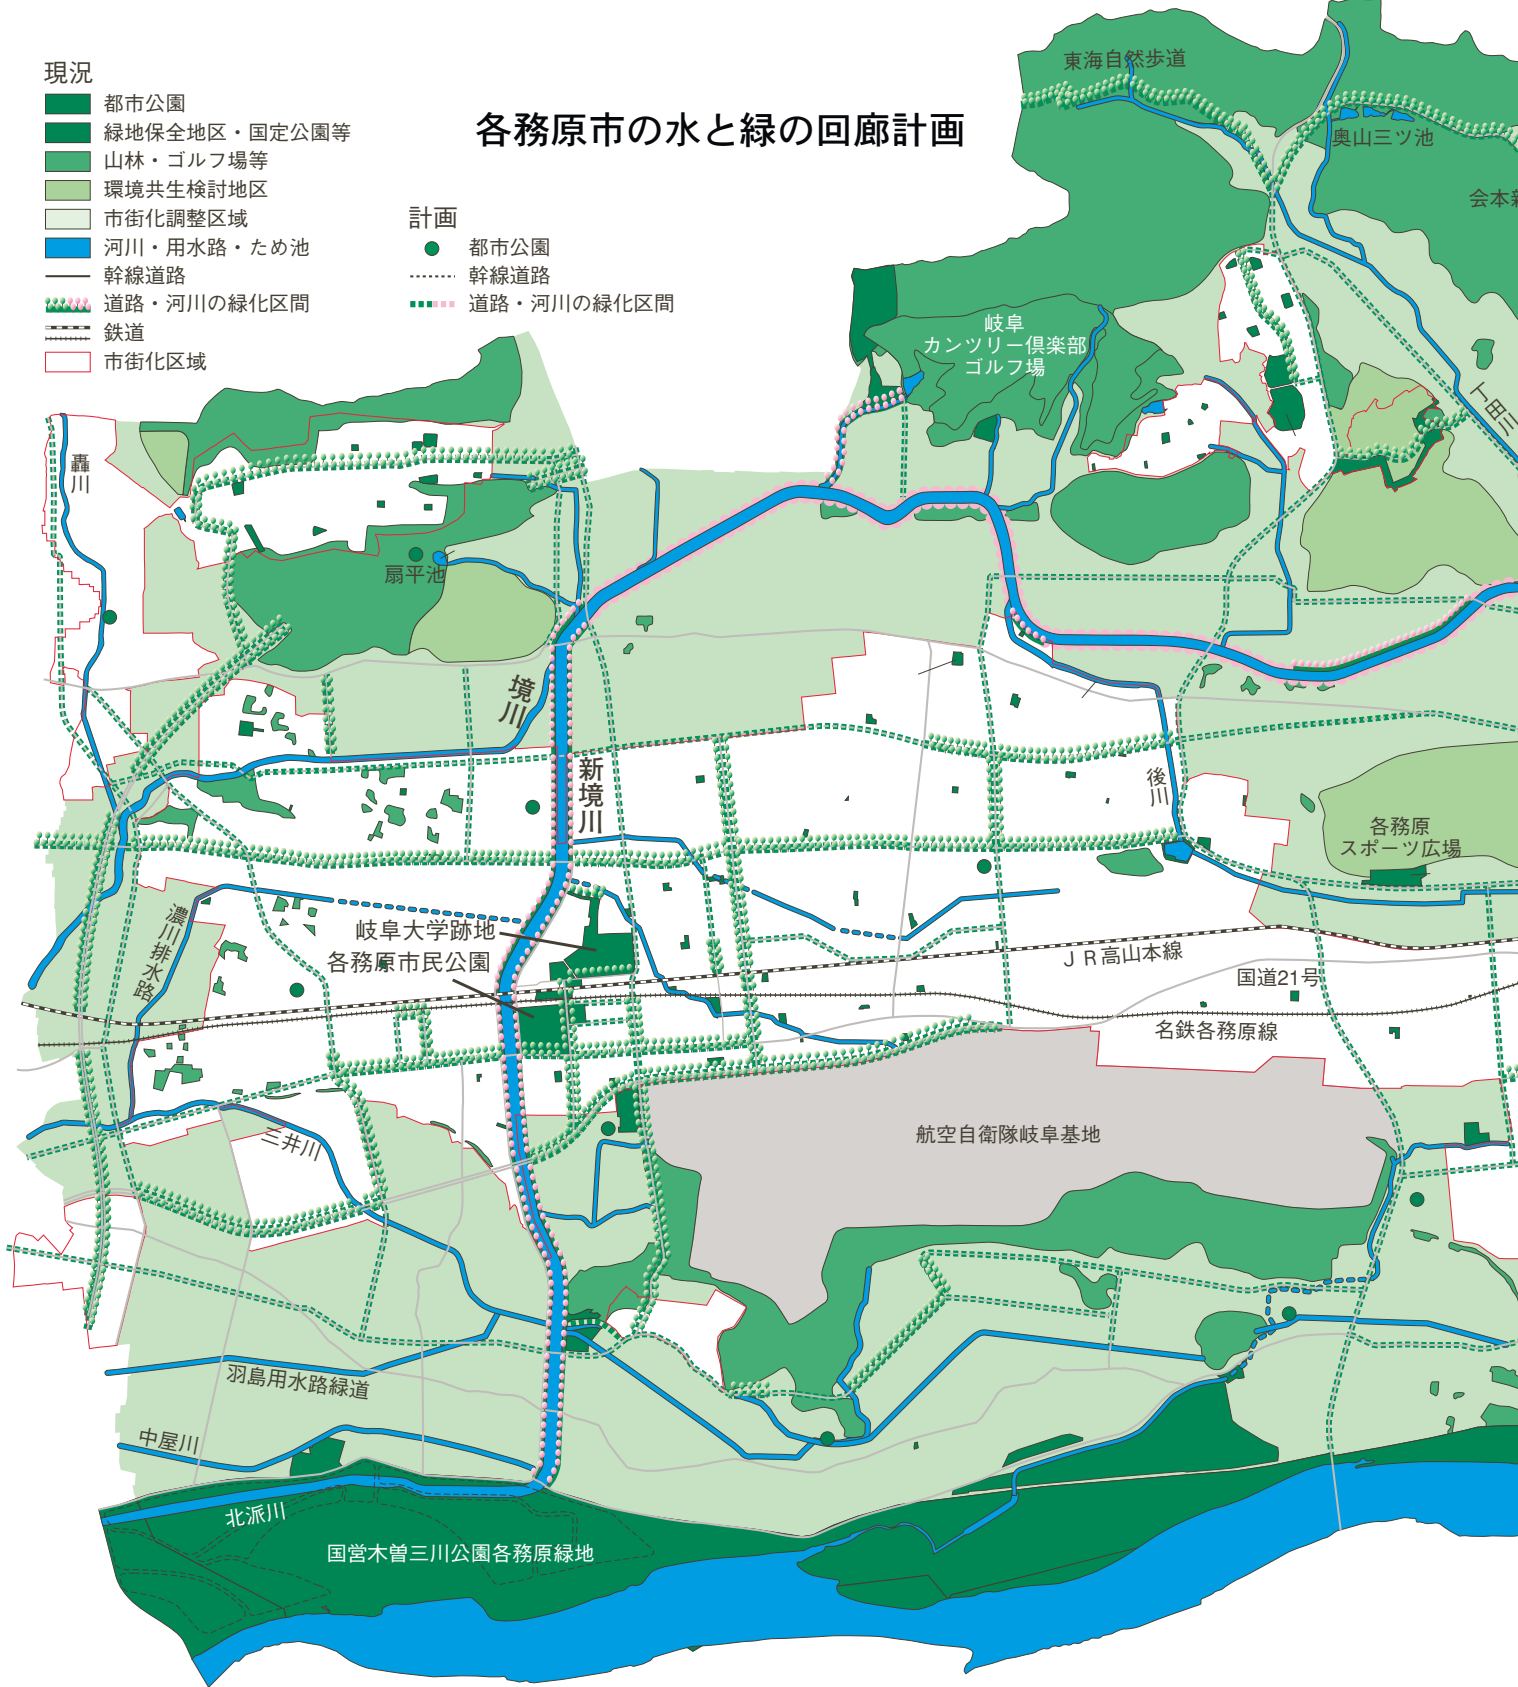 各務原市の水と緑の回廊計画
現況
都市公園
緑地保全地区・国定公園等
山林・ゴルフ場等
環境共生検討地区
市街化調整区域
河川・用水路・ため池
幹線道路
道路・河川の緑化区間
鉄道
市街化区域
計画
都市公園
幹線道路
道路・河川の緑化区間
東海自然歩道
奥山三ツ池
会本新
岐阜
カンツリー倶楽部
ゴルフ場
下田川
轟川
扇平池
境川
新境川
後川
各務原
スポーツ広場
濃川排水路
岐阜大学跡地
各務原市民公園
JR高山本線
国道21号
名鉄各務原線
三井川
航空自衛隊岐阜基地
羽島用水路緑道
中屋川
北派川
国営木曽三川公園各務原緑地